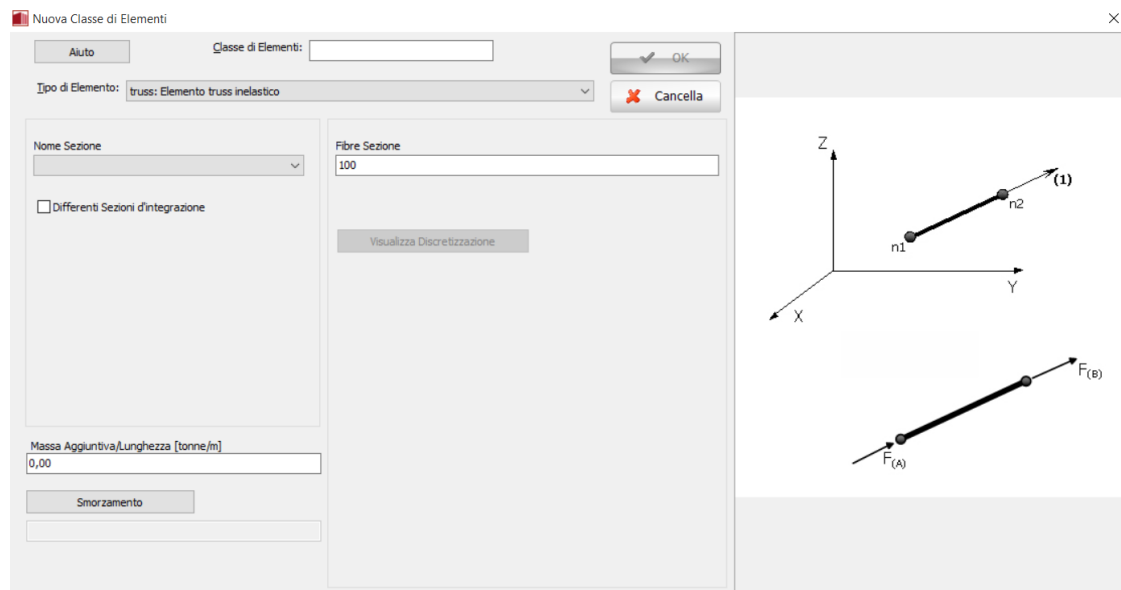 Nuova Classe di Elementi
Aiuto
Classe di Elementi:
OK
Tipo di Elemento:
truss: Elemento truss inelastico
Cancella
Nome Sezione
Differenti Sezioni d'integrazione
Massa Aggiuntiva/Lunghezza [tonne/m]
0,00
Smorzamento
Fibre Sezione
100
Visualizza Discretizzazione
Z
(1)
n2
n1
Y
X
F(B)
F(A)